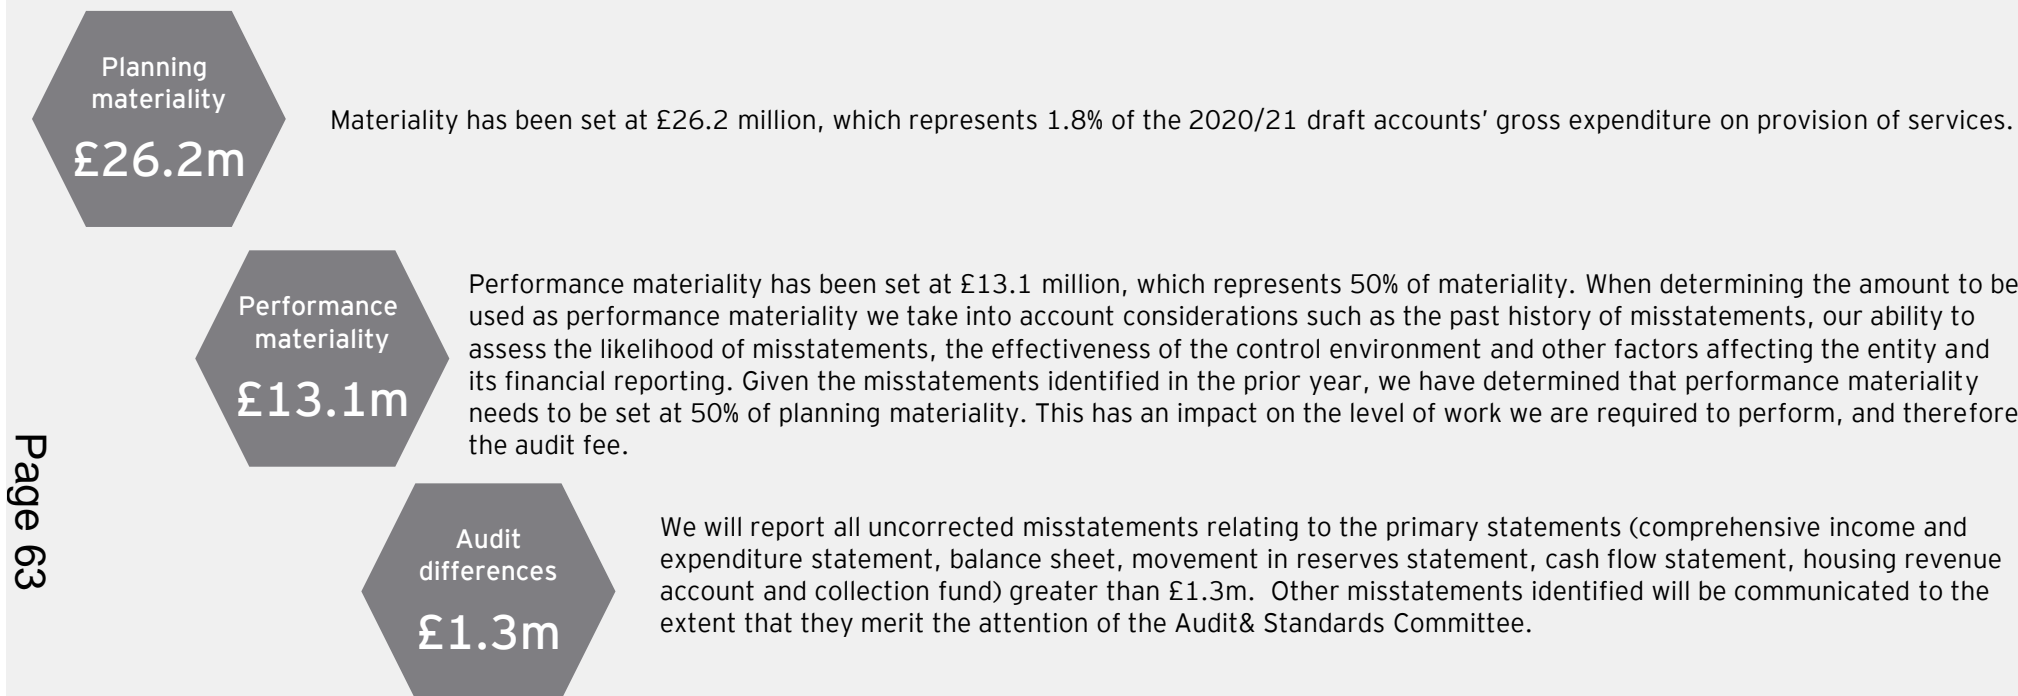 Planning
materiality
£26.2m
Materiality has been set at £26.2 million, which represents 1.8% of the 2020/21 draft accounts’ gross expenditure on provision of services.
Performance
materiality
£13.1m
Performance materiality has been set at £13.1 million, which represents 50% of materiality. When determining the amount to be
used as performance materiality we take into account considerations such as the past history of misstatements, our ability to
assess the likelihood of misstatements, the effectiveness of the control environment and other factors affecting the entity and
its financial reporting. Given the misstatements identified in the prior year, we have determined that performance materiality
needs to be set at 50% of planning materiality. This has an impact on the level of work we are required to perform, and therefore
the audit fee.
Audit
differences
£1.3m
We will report all uncorrected misstatements relating to the primary statements (comprehensive income and
expenditure statement, balance sheet, movement in reserves statement, cash flow statement, housing revenue
account and collection fund) greater than £1.3m.  Other misstatements identified will be communicated to the
extent that they merit the attention of the Audit& Standards Committee.
Page 63